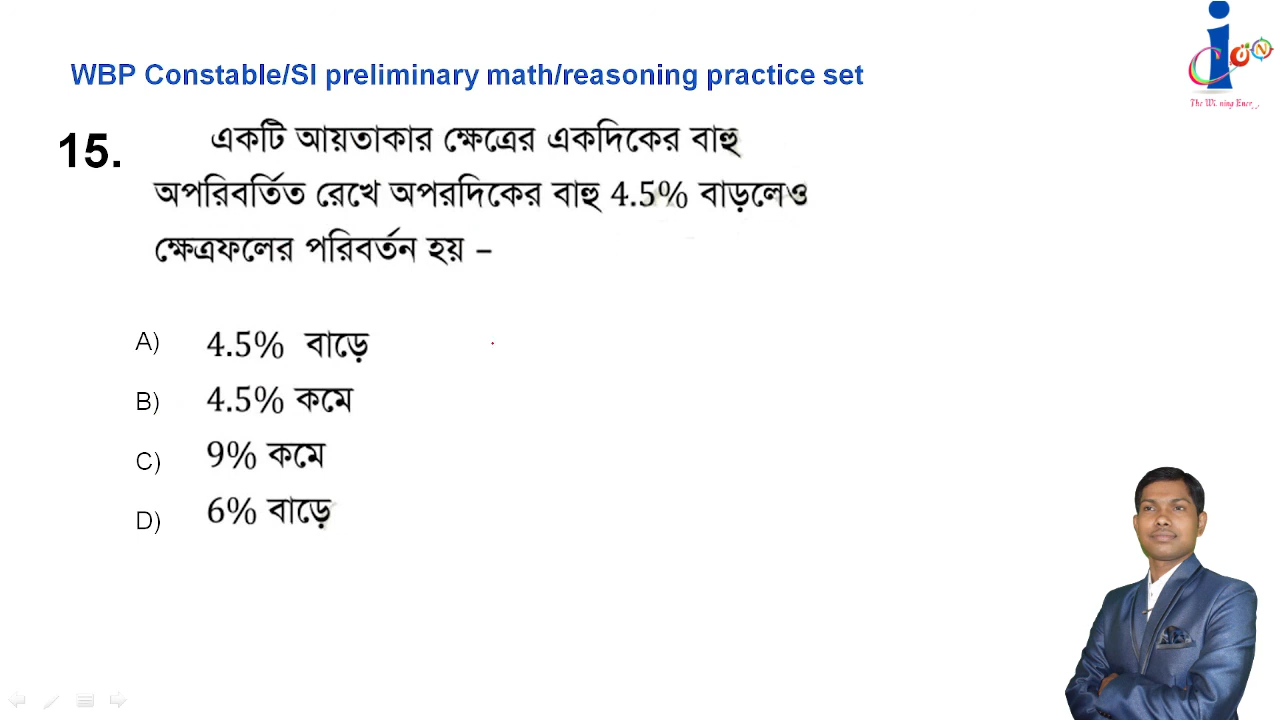 WBP Constable/SI preliminary math/reasoning practice set
15. একটি আয়তাকার ক্ষেত্রের একদিকের বাহু
অপরিবর্তিত রেখে অপরদিকের বাহু 4.5% বাড়লেও
ক্ষেত্রফলের পরিবর্তন হয় –
A) 4.5% বাড়ে
B) 4.5% কমে
C) 9% কমে
D) 6% বাড়ে